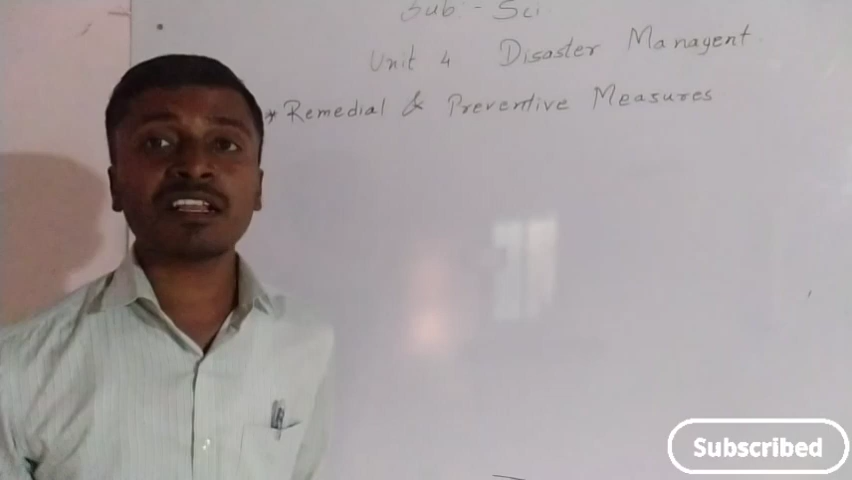 Sub :- Sci
Unit 4 Disaster Managent
* Remedial & Preventive Measures
Subscribed